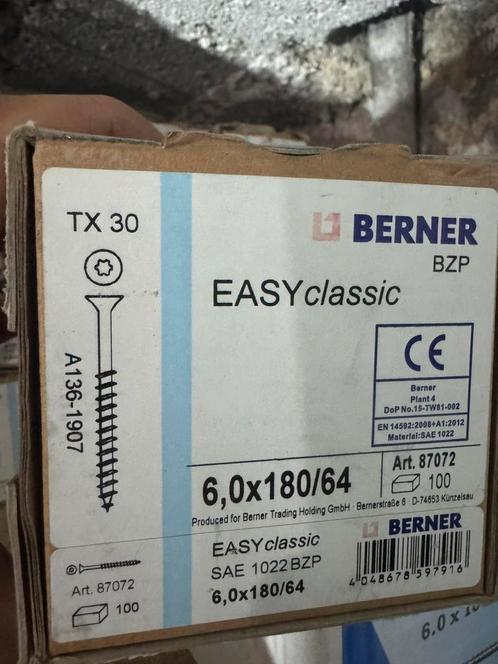 TX 30
BERNER
BZP
EASYclassic
A136-1907
CE
Berner
Plant 4
DoP No.15-TW81-002
EN 14592:2008+A1:2012
Material:SAE 1022
6,0x180/64
Art. 87072
100
Produced for Berner Trading Holding GmbH · Bernerstraße 6 · D-74653 Künzelsau
EASYclassic
SAE 1022 BZP
6,0x180/64
BERNER
4 048678 597916
Art. 87072
100
6,0 x